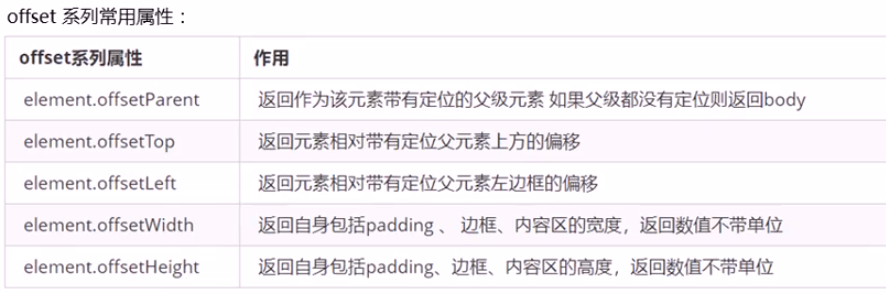 offset 系列常用属性：
offset系列属性 作用
element.offsetParent 返回作为该元素带有定位的父级元素 如果父级都没有定位则返回body
element.offsetTop 返回元素相对带有定位父元素上方的偏移
element.offsetLeft 返回元素相对带有定位父元素左边框的偏移
element.offsetWidth 返回自身包括padding 、 边框、内容区的宽度，返回数值不带单位
element.offsetHeight 返回自身包括padding、边框、内容区的高度，返回数值不带单位